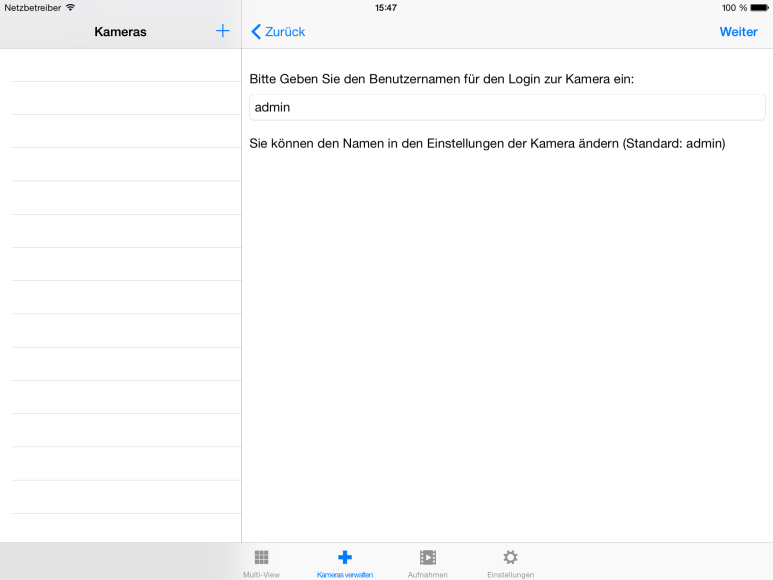 Netzbetreiber 15:47 100 %
Kameras + Zurück Weiter
Bitte Geben Sie den Benutzernamen für den Login zur Kamera ein:
admin
Sie können den Namen in den Einstellungen der Kamera ändern (Standard: admin)
Multi-View Kameras verwalten Aufnahmen Einstellungen